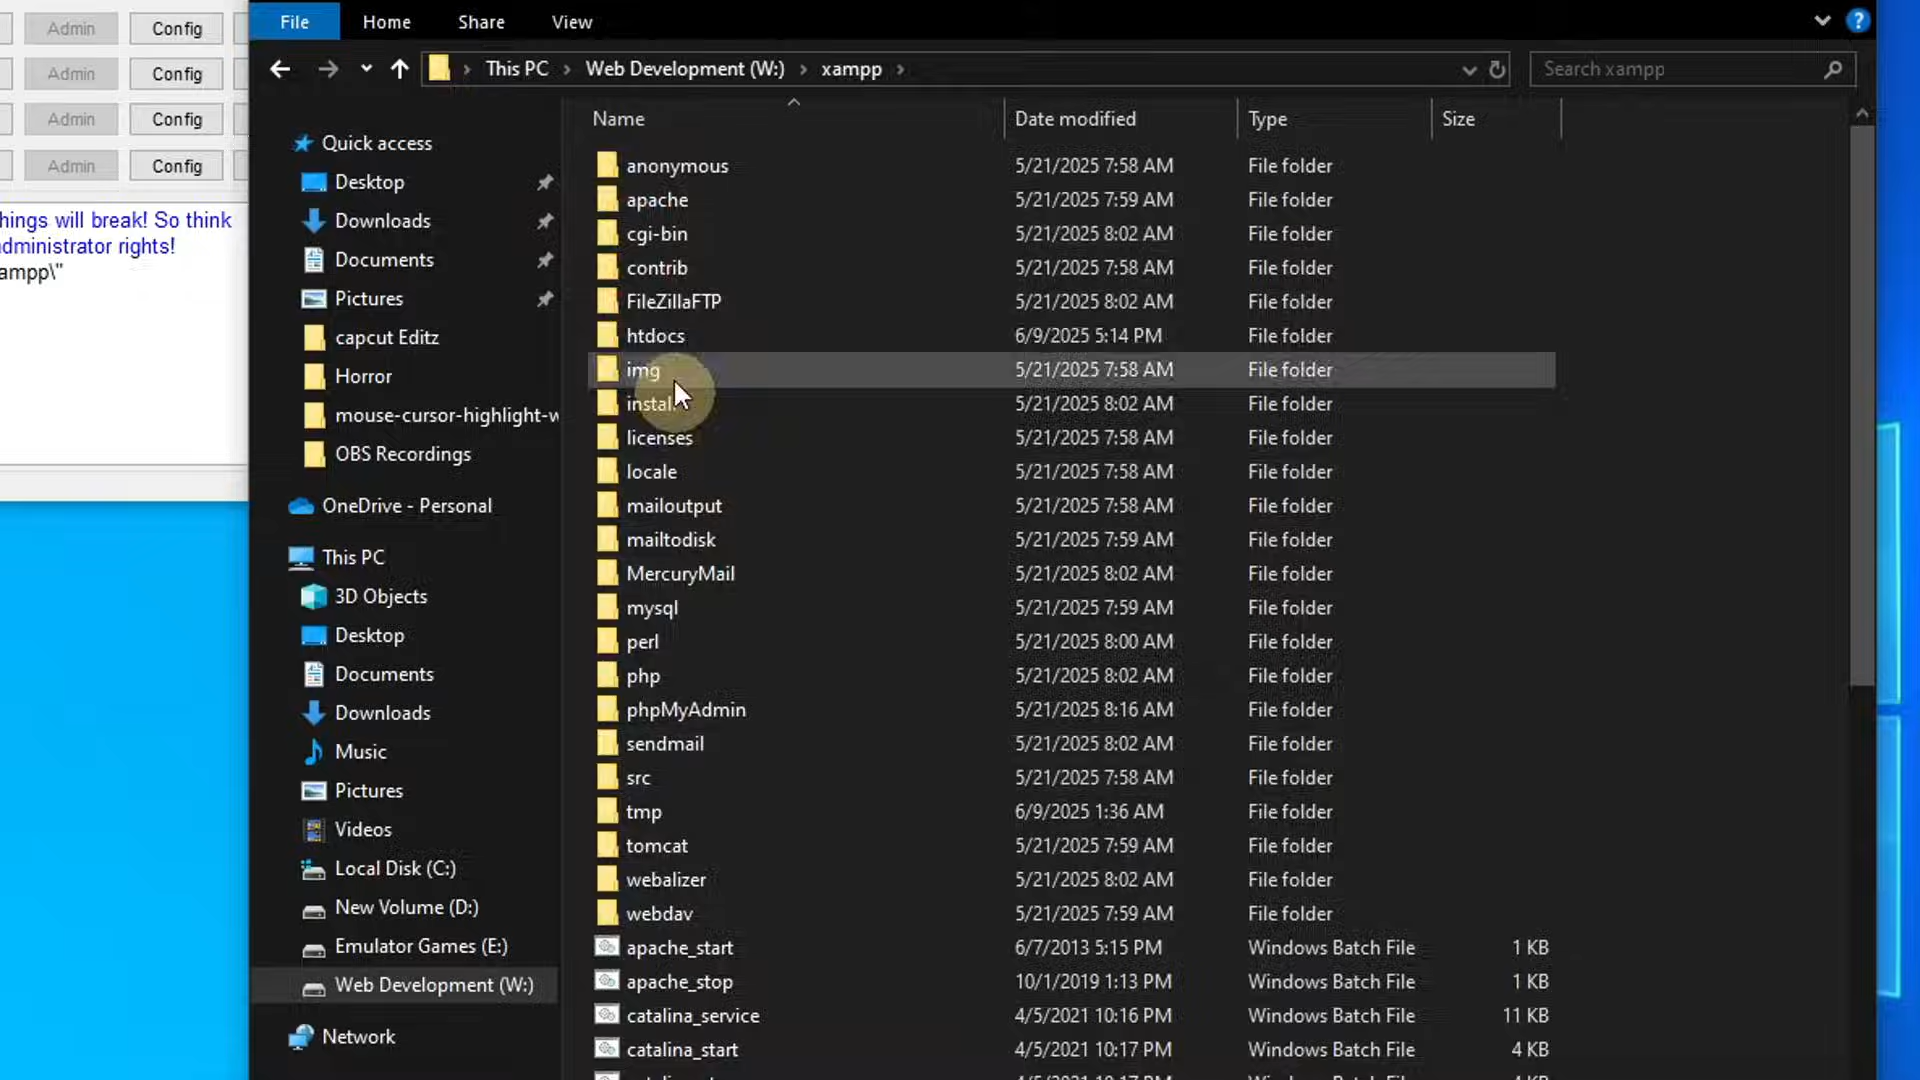 Admin Config
Admin Config
Admin Config
Admin Config
hings will break! So think
dministrator rights!
ampp\"
File Home Share View
This PC Web Development (W:) xampp
Search xampp
Quick access
Desktop
Downloads
Documents
Pictures
capcut Editz
Horror
mouse-cursor-highlight-w
OBS Recordings
OneDrive - Personal
This PC
3D Objects
Desktop
Documents
Downloads
Music
Pictures
Videos
Local Disk (C:)
New Volume (D:)
Emulator Games (E:)
Web Development (W:)
Network
Name Date modified Type Size
anonymous 5/21/2025 7:58 AM File folder
apache 5/21/2025 7:59 AM File folder
cgi-bin 5/21/2025 8:02 AM File folder
contrib 5/21/2025 7:58 AM File folder
FileZillaFTP 5/21/2025 8:02 AM File folder
htdocs 6/9/2025 5:14 PM File folder
img 5/21/2025 7:58 AM File folder
install 5/21/2025 8:02 AM File folder
licenses 5/21/2025 7:58 AM File folder
locale 5/21/2025 7:58 AM File folder
mailoutput 5/21/2025 7:58 AM File folder
mailtodisk 5/21/2025 7:59 AM File folder
MercuryMail 5/21/2025 8:02 AM File folder
mysql 5/21/2025 7:59 AM File folder
perl 5/21/2025 8:00 AM File folder
php 5/21/2025 8:02 AM File folder
phpMyAdmin 5/21/2025 8:16 AM File folder
sendmail 5/21/2025 8:02 AM File folder
src 5/21/2025 7:58 AM File folder
tmp 6/9/2025 1:36 AM File folder
tomcat 5/21/2025 7:59 AM File folder
webalizer 5/21/2025 8:02 AM File folder
webdav 5/21/2025 7:59 AM File folder
apache_start 6/7/2013 5:15 PM Windows Batch File 1 KB
apache_stop 10/1/2019 1:13 PM Windows Batch File 1 KB
catalina_service 4/5/2021 10:16 PM Windows Batch File 11 KB
catalina_start 4/5/2021 10:17 PM Windows Batch File 4 KB